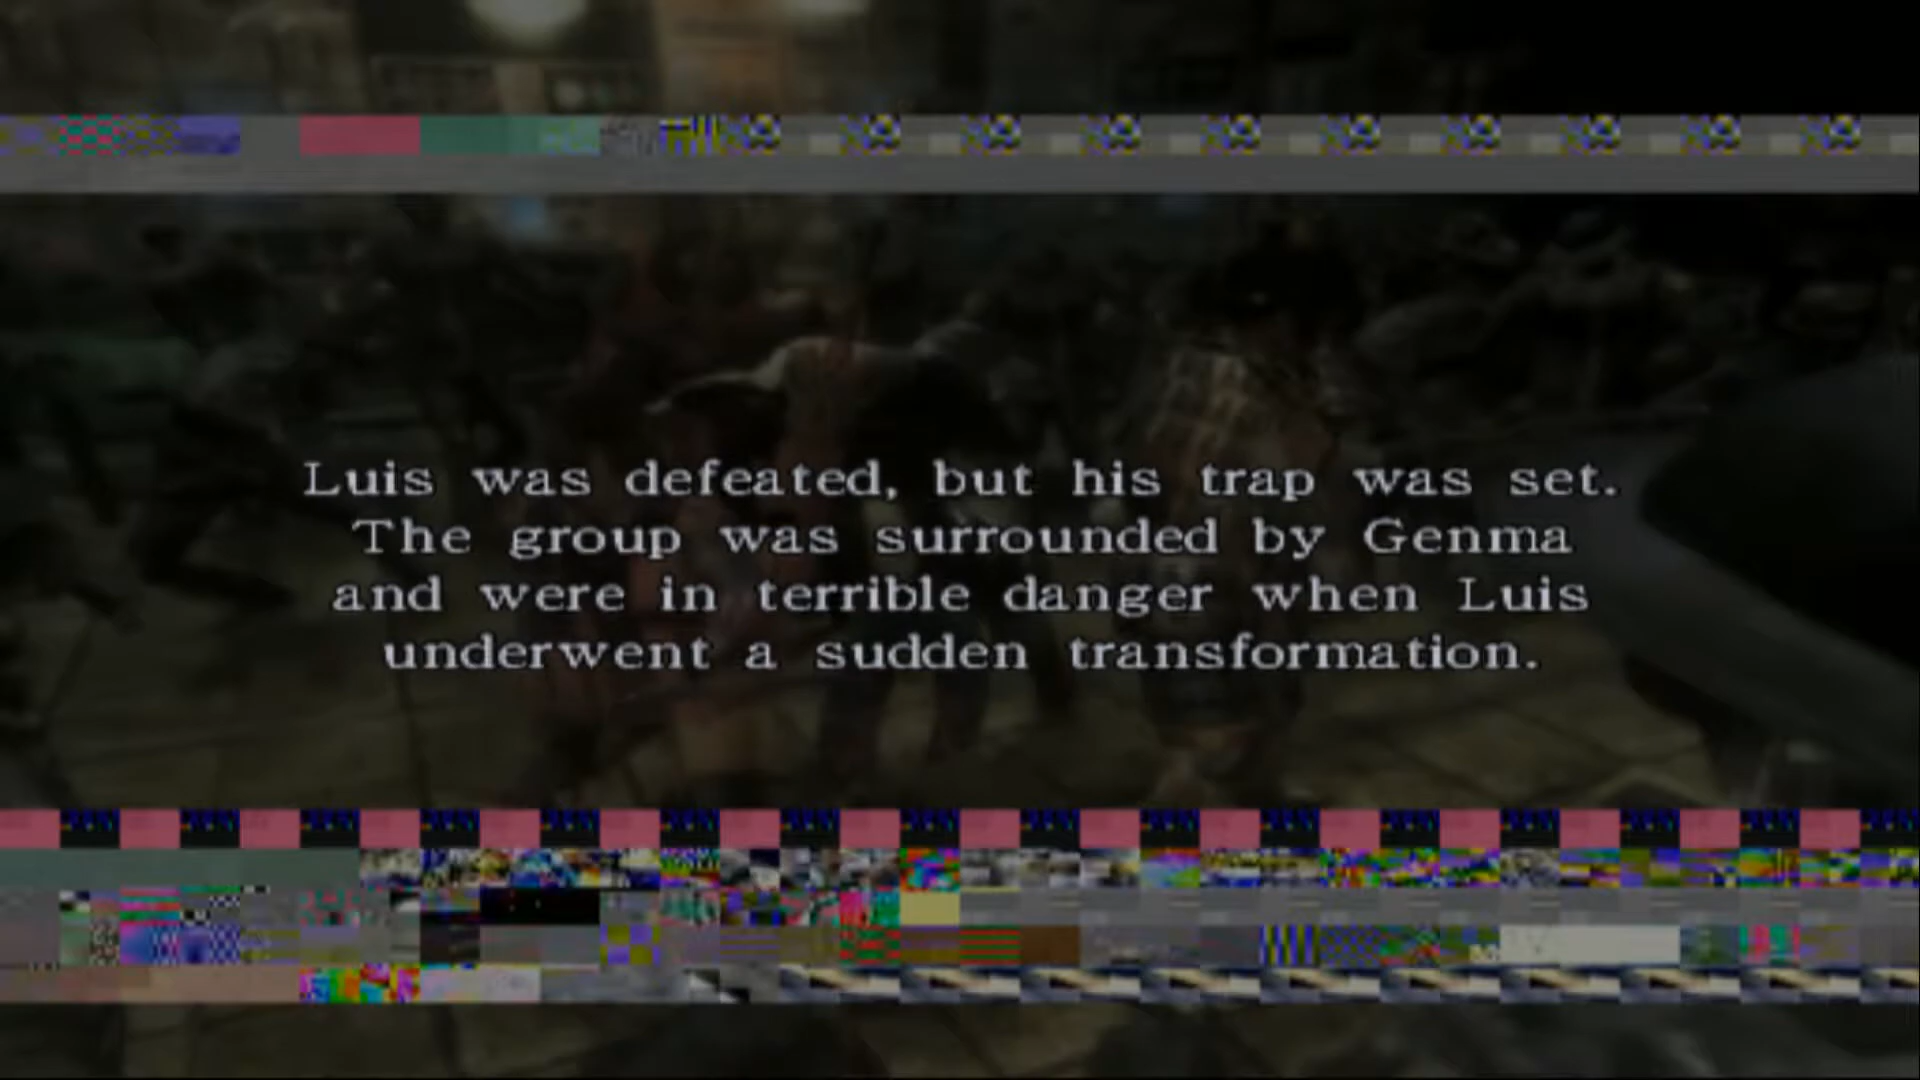 Luis was defeated, but his trap was set.
The group was surrounded by Genma
and were in terrible danger when Luis
underwent a sudden transformation.